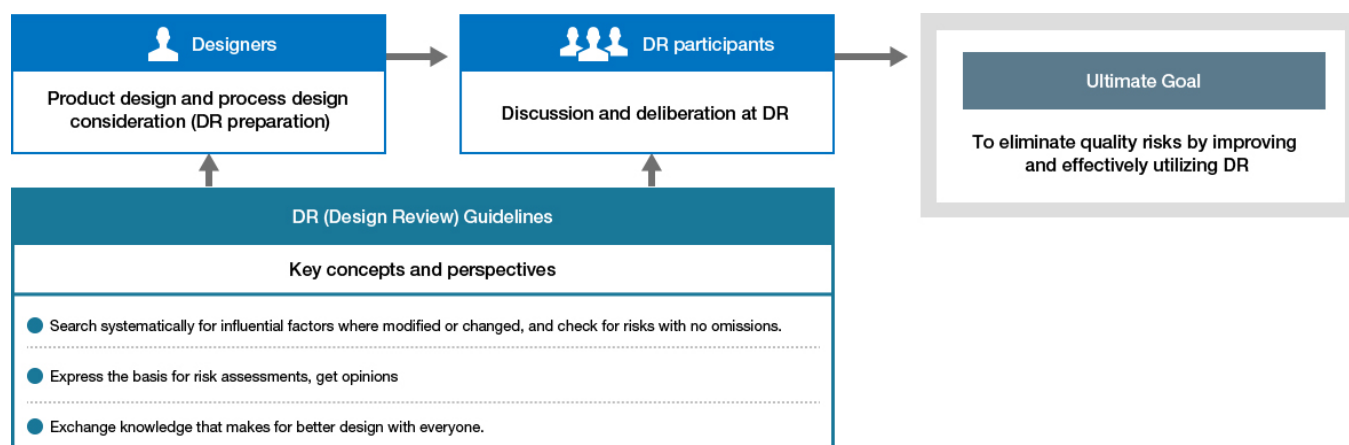 Designers
Product design and process design
consideration (DR preparation)
DR participants
Discussion and deliberation at DR
Ultimate Goal
To eliminate quality risks by improving
and effectively utilizing DR
DR (Design Review) Guidelines
Key concepts and perspectives
Search systematically for influential factors where modified or changed, and check for risks with no omissions.
Express the basis for risk assessments, get opinions
Exchange knowledge that makes for better design with everyone.